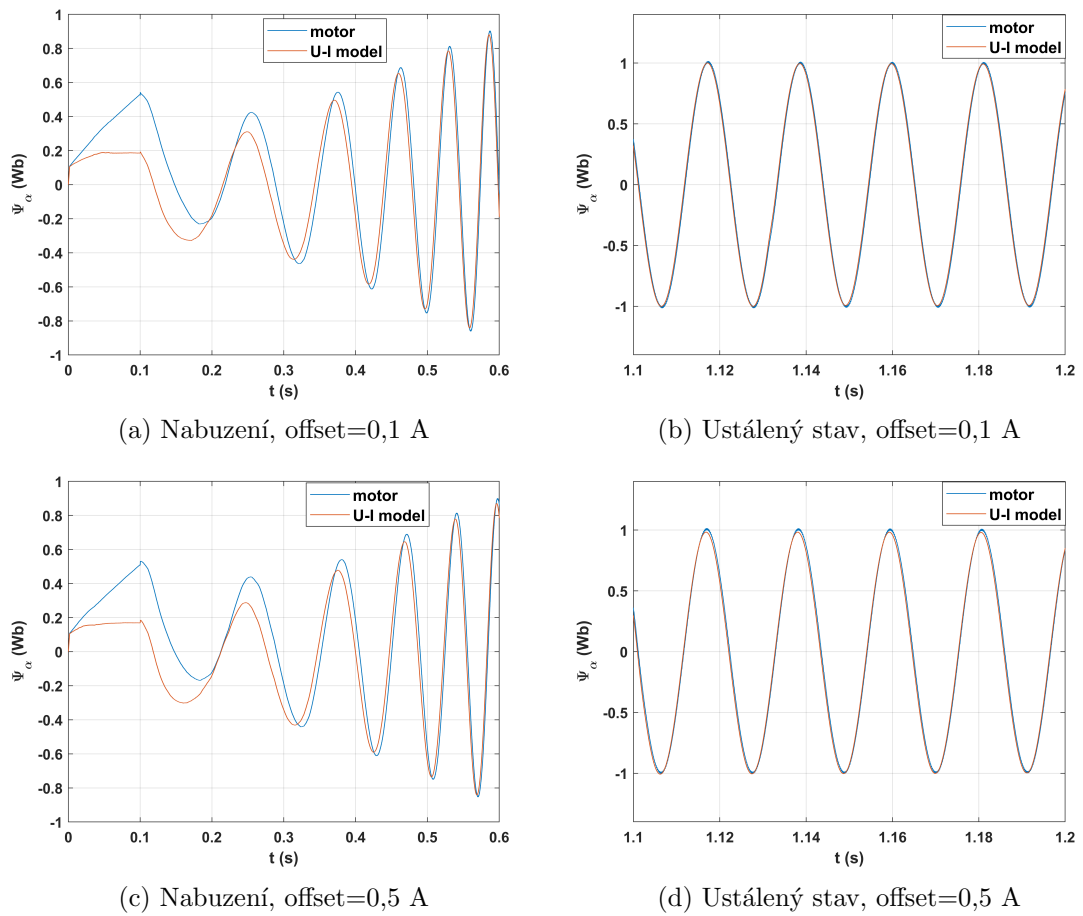 motor
U-I model
1
0.8
0.6
0.4
0.2
0
-0.2
-0.4
-0.6
-0.8
-1
Ψ α (Wb)
0 0.1 0.2 0.3 0.4 0.5 0.6
t (s)
(a) Nabuzení, offset=0,1 A
motor
U-I model
1
0.5
0
-0.5
-1
Ψ α (Wb)
1.1 1.12 1.14 1.16 1.18 1.2
t (s)
(b) Ustálený stav, offset=0,1 A
motor
U-I model
1
0.8
0.6
0.4
0.2
0
-0.2
-0.4
-0.6
-0.8
-1
Ψ α (Wb)
0 0.1 0.2 0.3 0.4 0.5 0.6
t (s)
(c) Nabuzení, offset=0,5 A
motor
U-I model
1
0.5
0
-0.5
-1
Ψ α (Wb)
1.1 1.12 1.14 1.16 1.18 1.2
t (s)
(d) Ustálený stav, offset=0,5 A